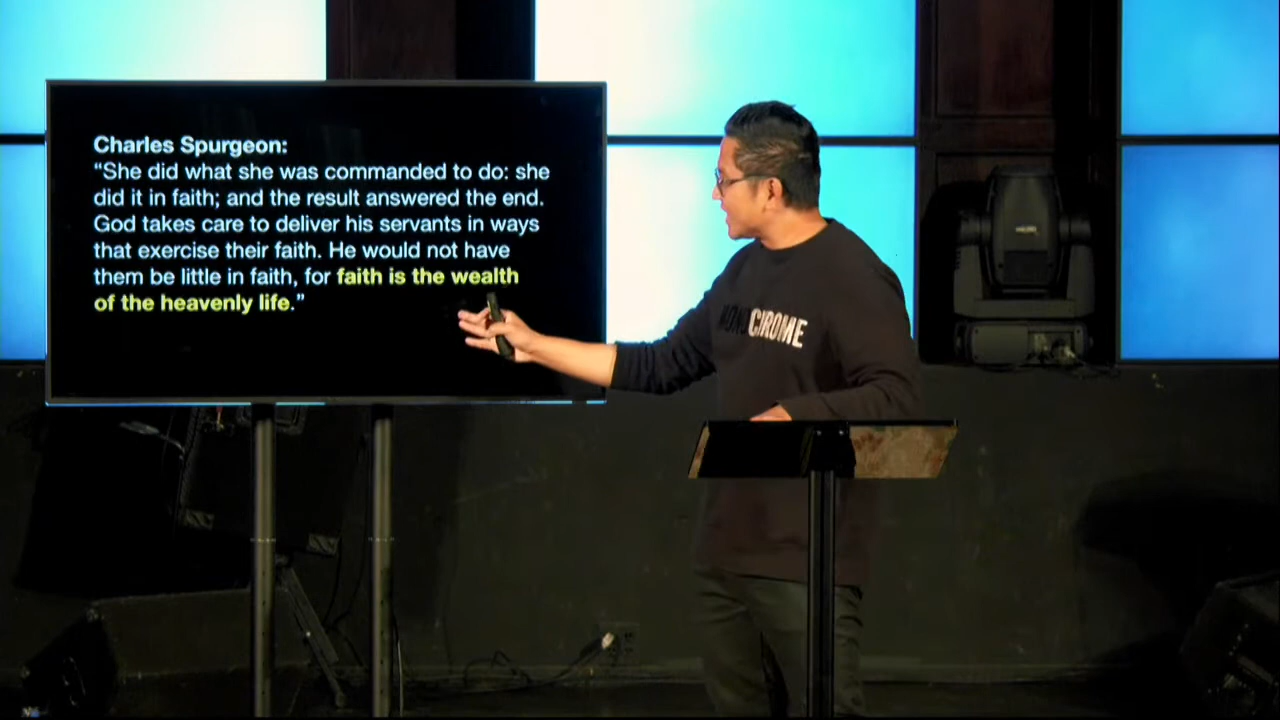 Charles Spurgeon:
“She did what she was commanded to do: she
did it in faith; and the result answered the end.
God takes care to deliver his servants in ways
that exercise their faith. He would not have
them be little in faith, for faith is the wealth
of the heavenly life.”
MONOCHROME